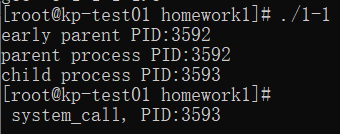 [root@kp-test01 homework1]# ./1-1
early parent PID:3592
parent process PID:3592
child process PID:3593
[root@kp-test01 homework1]#
system_call, PID:3593